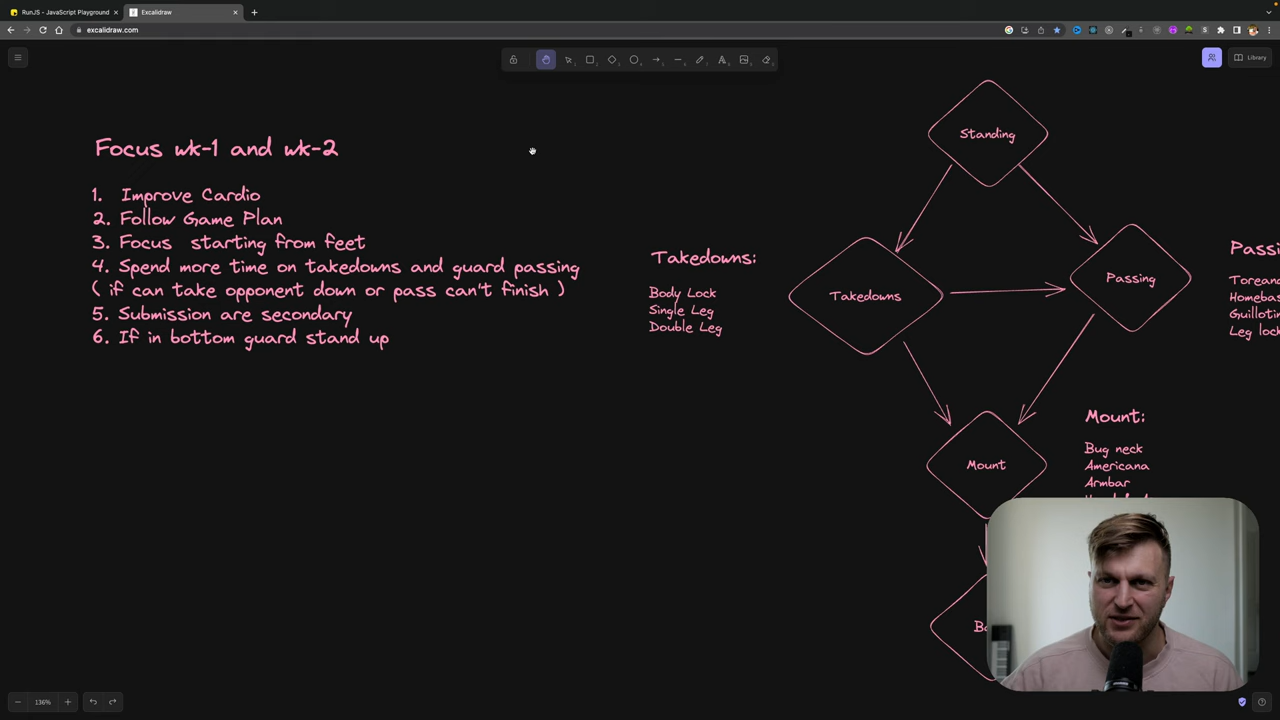 RunJS - JavaScript Playground
Excalidraw
excalidraw.com
Library
Focus wk-1 and wk-2
1. Improve Cardio
2. Follow Game Plan
3. Focus starting from feet
4. Spend more time on takedowns and guard passing
( if can take opponent down or pass can't finish )
5. Submission are secondary
6. If in bottom guard stand up
Standing
Takedowns:
Body Lock
Single Leg
Double Leg
Takedowns
Passing
Mount
Mount:
Bug neck
Americana
Armbar
Leg lock
136%